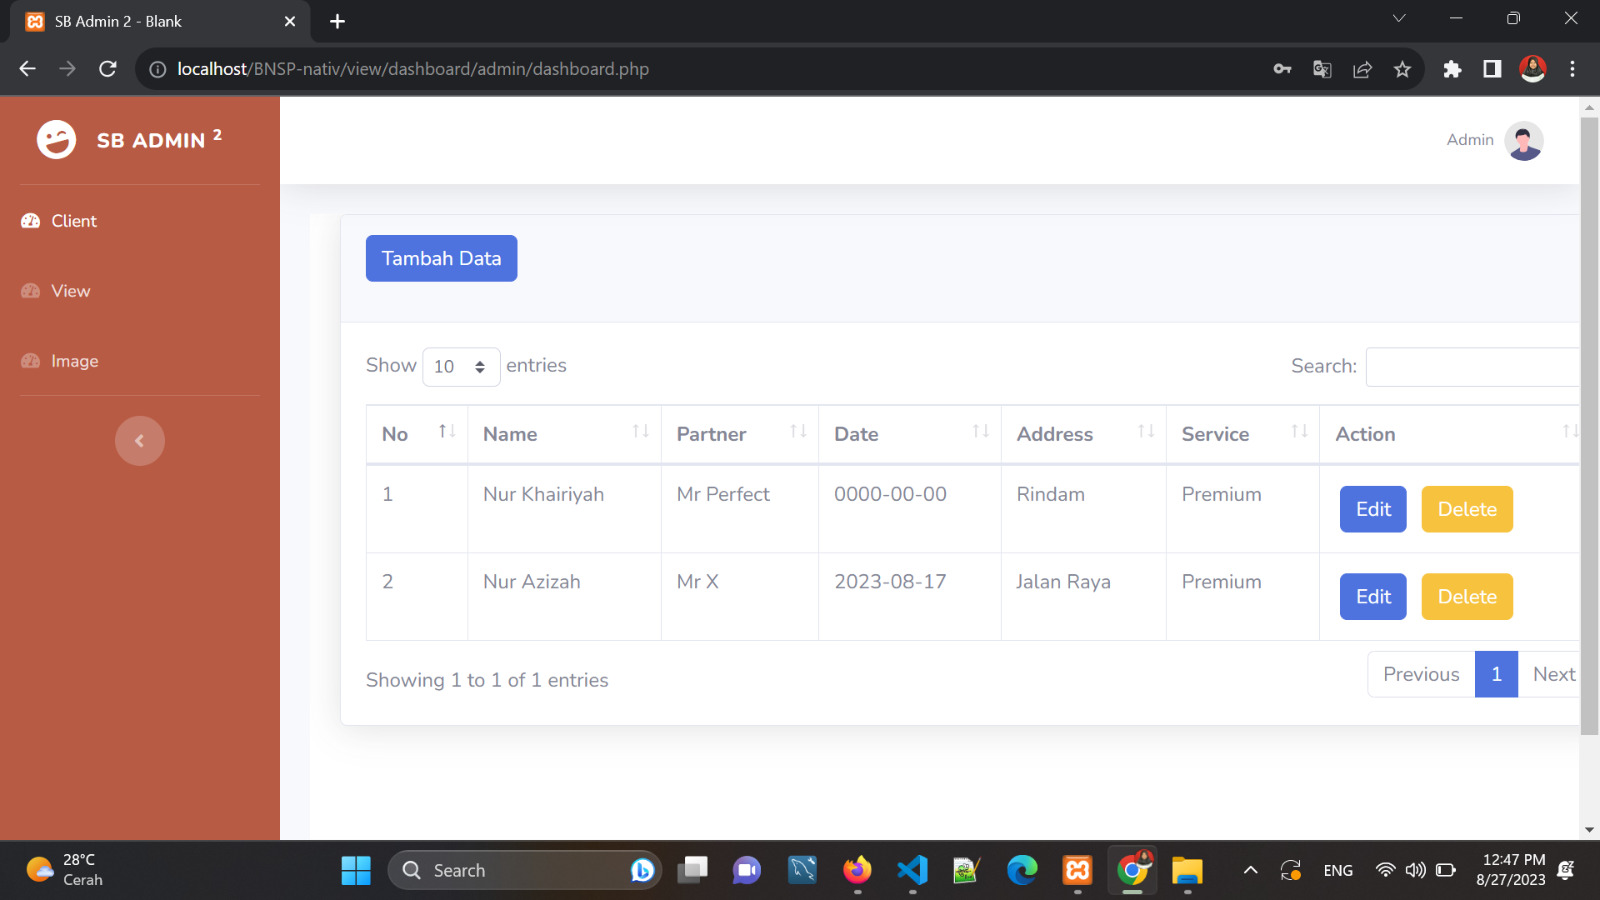 SB Admin 2 - Blank
localhost/BNSP-nativ/view/dashboard/admin/dashboard.php
SB ADMIN 2
Admin
Client
View
Image
Tambah Data
Show 10 entries
Search:
No Name Partner Date Address Service Action
1 Nur Khairiyah Mr Perfect 0000-00-00 Rindam Premium Edit Delete
2 Nur Azizah Mr X 2023-08-17 Jalan Raya Premium Edit Delete
Showing 1 to 1 of 1 entries
Previous 1 Next
28°C
Cerah
Search
ENG
12:47 PM
8/27/2023